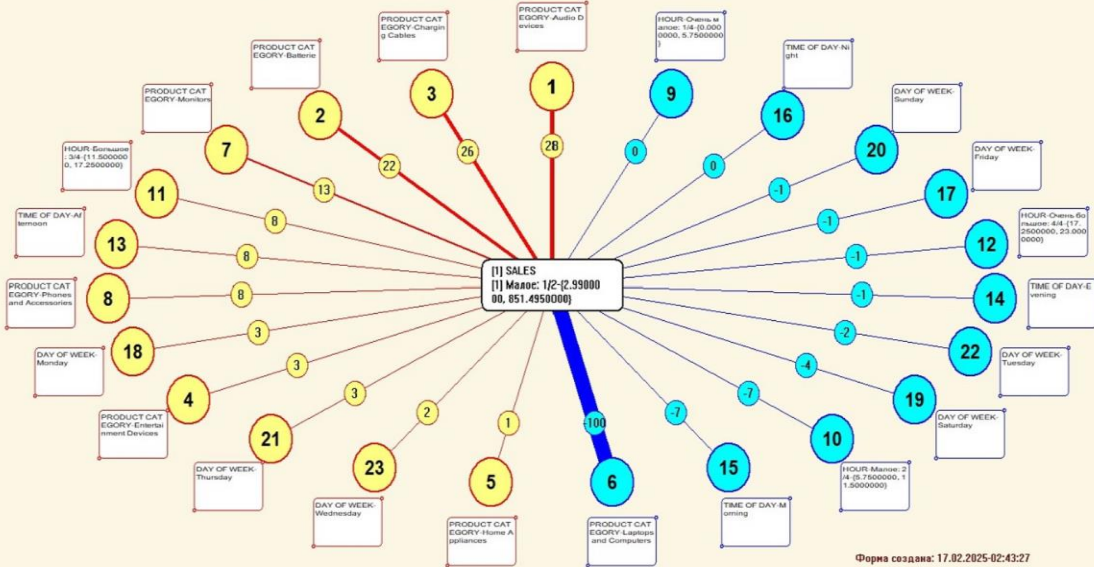 PRODUCT CAT
EGORY-Audio D
evices
1
28
PRODUCT CAT
EGORY-Chargin
g Cables
3
26
PRODUCT CAT
EGORY-Batterie
2
22
PRODUCT CAT
EGORY-Monitors
7
13
HOUR-Большое
: 3/4-{11.500000
0, 17.2500000}
11
8
TIME OF DAY-Af
ternoon
13
8
PRODUCT CAT
EGORY-Phones
and Accessories
8
8
DAY OF WEEK-
Monday
18
3
PRODUCT CAT
EGORY-Entertai
nment Devices
4
3
DAY OF WEEK-
Thursday
21
3
DAY OF WEEK-
Wednesday
23
2
PRODUCT CAT
EGORY-Home A
ppliances
5
1
[1] SALES
[1] Малое: 1/2-{2.99000
00, 851.4950000}
HOUR-Очень м
алое: 1/4-{0.000
0000, 5.7500000
}
9
0
TIME OF DAY-Ni
ght
16
0
DAY OF WEEK-
Sunday
20
-1
DAY OF WEEK-
Friday
17
-1
HOUR-Очень бо
льшое: 4/4-{17.
2500000, 23.000
0000}
12
-1
TIME OF DAY-E
vening
14
-1
DAY OF WEEK-
Tuesday
22
-2
DAY OF WEEK-
Saturday
19
-4
HOUR-Малое: 2
/4-{5.7500000, 1
1.5000000}
10
-7
TIME OF DAY-M
orning
15
-7
PRODUCT CAT
EGORY-Laptops
and Computers
6
-100
Форма создана: 17.02.2025-02:43:27